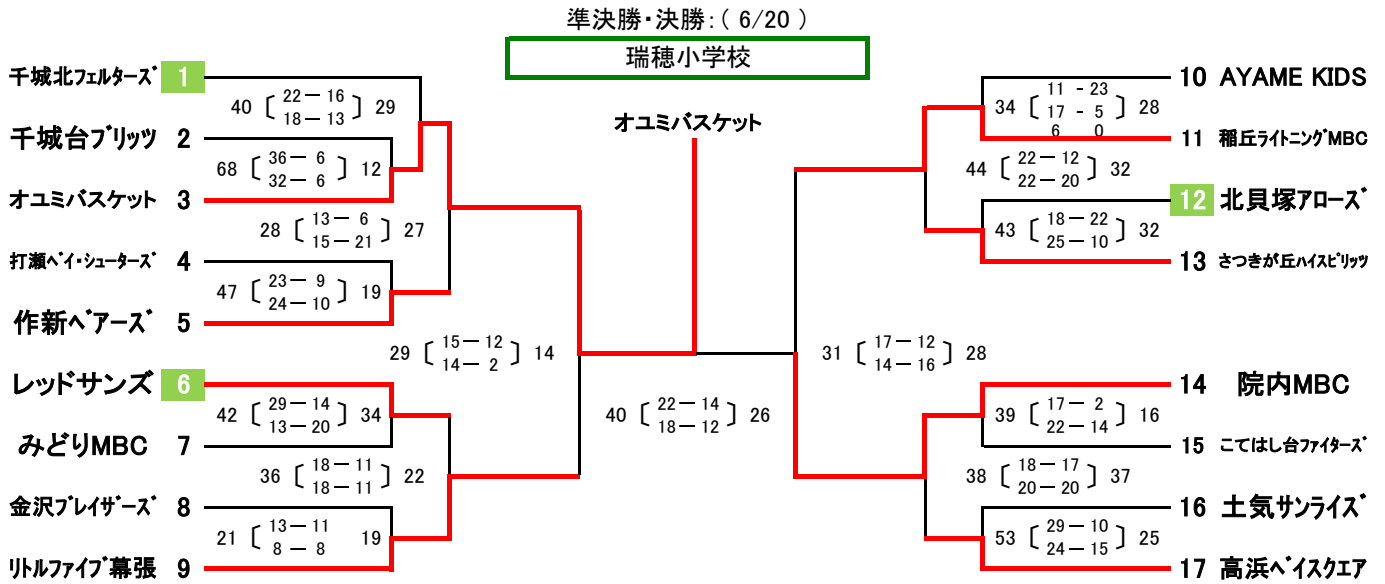 準決勝・決勝:( 6/20 )
瑞穂小学校
オユミバスケット
千城北フェルターズ 1
40 〔 22 － 16 〕 29
18 － 13
千城台ブリッツ 2
68 〔 36 － 6 〕 12
32 － 6
オユミバスケット 3
28 〔 13 － 6 〕 27
15 － 21
打瀬ベイ・シューターズ 4
47 〔 23 － 9 〕 19
24 － 10
作新ベアーズ 5
29 〔 15 － 12 〕 14
14 － 2
レッドサンズ 6
42 〔 29 － 14 〕 34
13 － 20
みどりMBC 7
36 〔 18 － 11 〕 22
18 － 11
金沢ブレイザーズ 8
21 〔 13 － 11 19
8 － 8
リトルファイブ幕張 9
40 〔 22 － 14 〕 26
18 － 12
10 AYAME KIDS
34 〔 11 - 23 〕 28
17 - 5
6 0
11 稲丘ライトニングMBC
44 〔 22 － 12 〕 32
22 － 20
12 北貝塚アローズ
43 〔 18 － 22 〕 32
25 － 10
13 さつきが丘ハイスピリッツ
31 〔 17 － 12 〕 28
14 － 16
14 院内MBC
39 〔 17 － 2 〕 16
22 － 14
15 こてはし台ファイターズ
38 〔 18 － 17 〕 37
20 － 20
16 土気サンライズ
53 〔 29 － 10 〕 25
24 － 15
17 高浜ベイスクエア